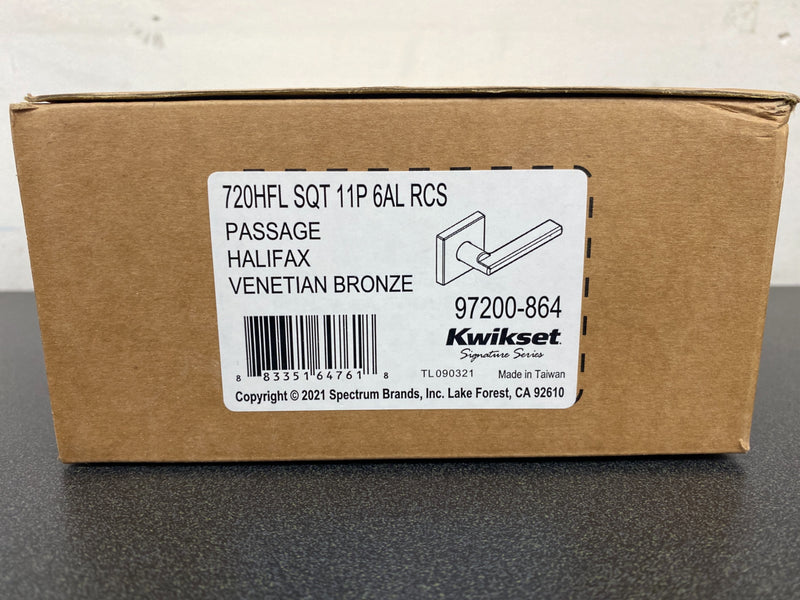 720HFL SQT 11P 6AL RCS
PASSAGE
HALIFAX
VENETIAN BRONZE
97200-864
Kwikset
Signature Series
8 83351 64761 8
TL090321 Made in Taiwan
Copyright © 2021 Spectrum Brands, Inc. Lake Forest, CA 92610